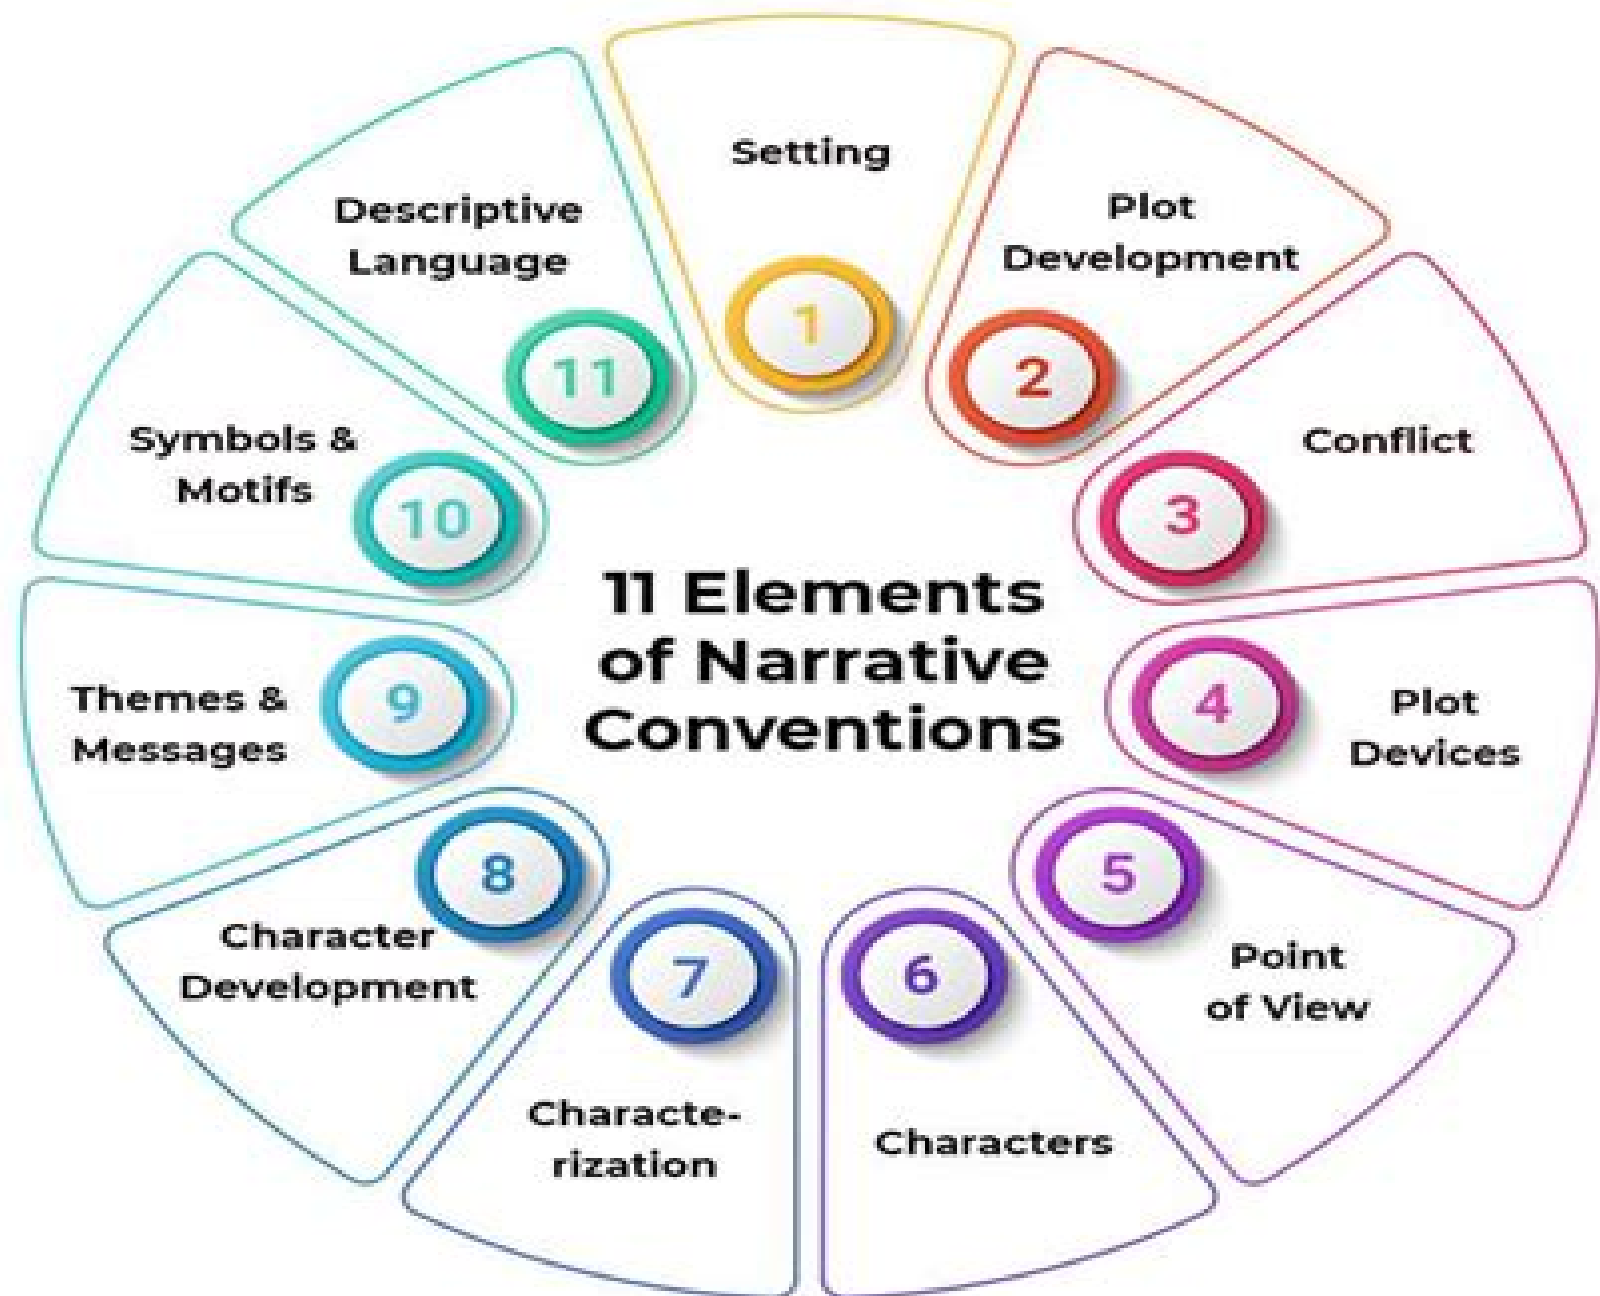 11 Elements
of Narrative
Conventions
Setting
1
Plot
Development
2
Conflict
3
4
Plot
Devices
5
Point
of View
6
Characters
7
Characte-
rization
8
Character
Development
9
Themes &
Messages
10
Symbols &
Motifs
11
Descriptive
Language